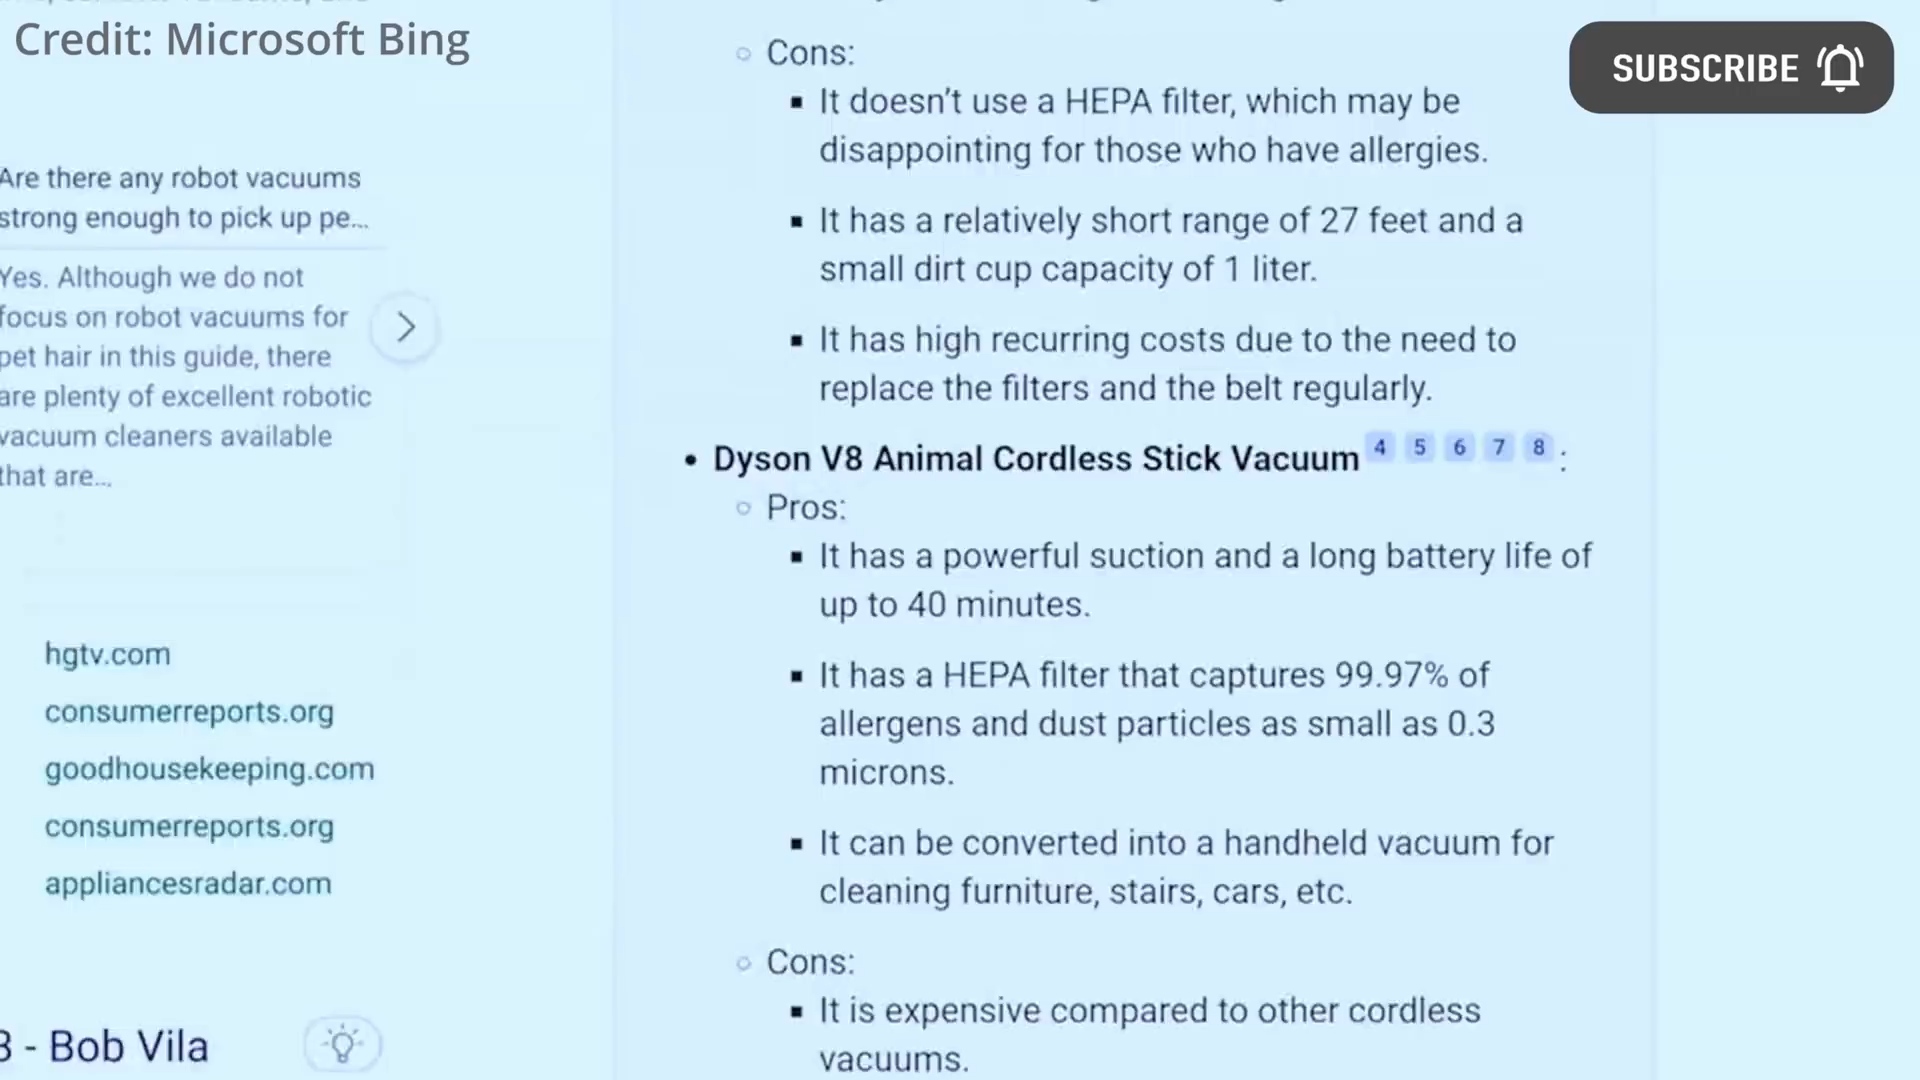 Credit: Microsoft Bing
SUBSCRIBE
Are there any robot vacuums
strong enough to pick up pe...
Yes. Although we do not
focus on robot vacuums for
pet hair in this guide, there
are plenty of excellent robotic
vacuum cleaners available
that are...
hgtv.com
consumerreports.org
goodhousekeeping.com
consumerreports.org
appliancesradar.com
3 - Bob Vila
Cons:
It doesn't use a HEPA filter, which may be
disappointing for those who have allergies.
It has a relatively short range of 27 feet and a
small dirt cup capacity of 1 liter.
It has high recurring costs due to the need to
replace the filters and the belt regularly.
Dyson V8 Animal Cordless Stick Vacuum 4 5 6 7 8 :
Pros:
It has a powerful suction and a long battery life of
up to 40 minutes.
It has a HEPA filter that captures 99.97% of
allergens and dust particles as small as 0.3
microns.
It can be converted into a handheld vacuum for
cleaning furniture, stairs, cars, etc.
Cons:
It is expensive compared to other cordless
vacuums.